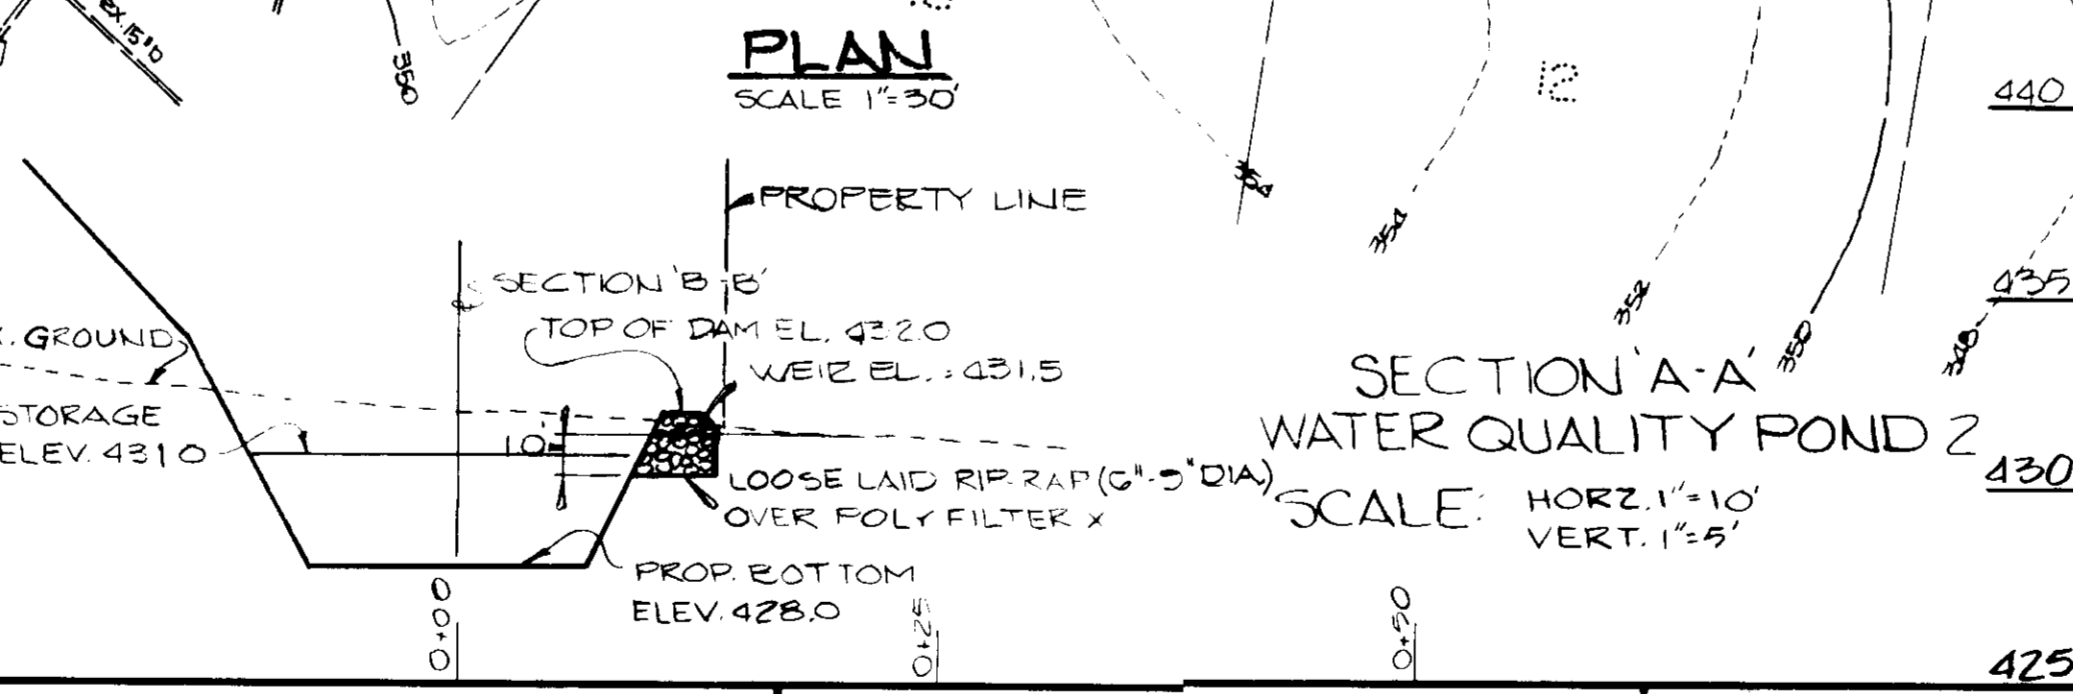 EX. 15"D
350
PLAN
SCALE 1"=30'
12
440
PROPERTY LINE
354
435
SECTION 'B-B'
352
350
348
. GROUND
TOP OF DAM EL. 432.0
WEIR EL. = 431.5
SECTION 'A-A'
STORAGE
ELEV. 431.0
1.0'
WATER QUALITY POND 2
430
LOOSE LAID RIP-RAP (6"-9" DIA)
OVER POLY FILTER X
SCALE: HORZ. 1"=10'
VERT. 1"=5'
PROP. BOTTOM
ELEV. 428.0
0+00
0+25
0+50
425